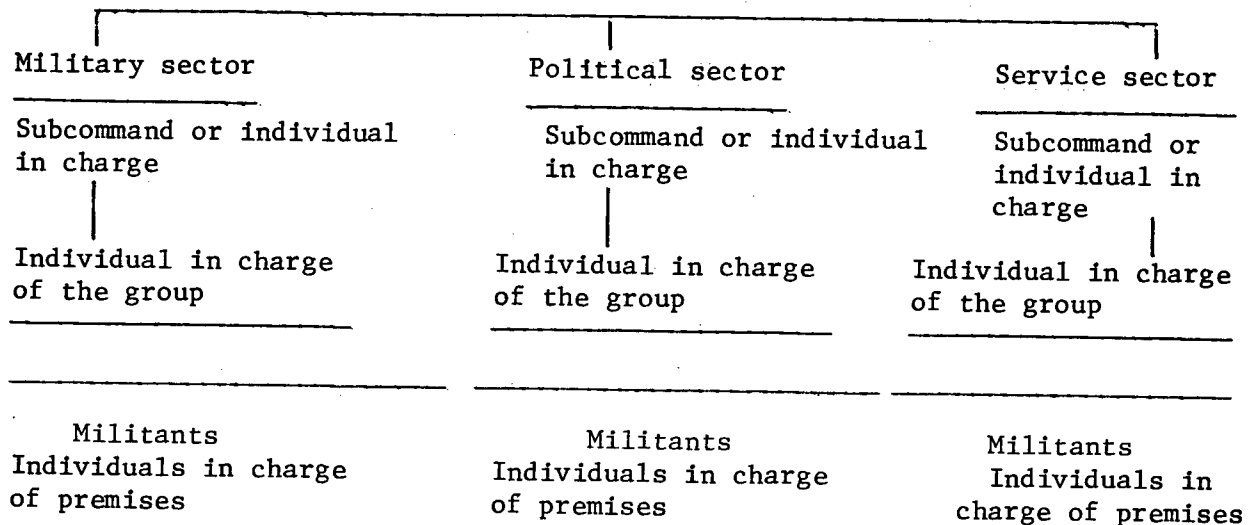 Military sector
Subcommand or individual
in charge
Individual in charge
of the group
Militants
Individuals in charge
of premises
Political sector
Subcommand or individual
in charge
Individual in charge
of the group
Militants
Individuals in charge
of premises
Service sector
Subcommand or
individual in
charge
Individual in charge
of the group
Militants
Individuals in
charge of premises